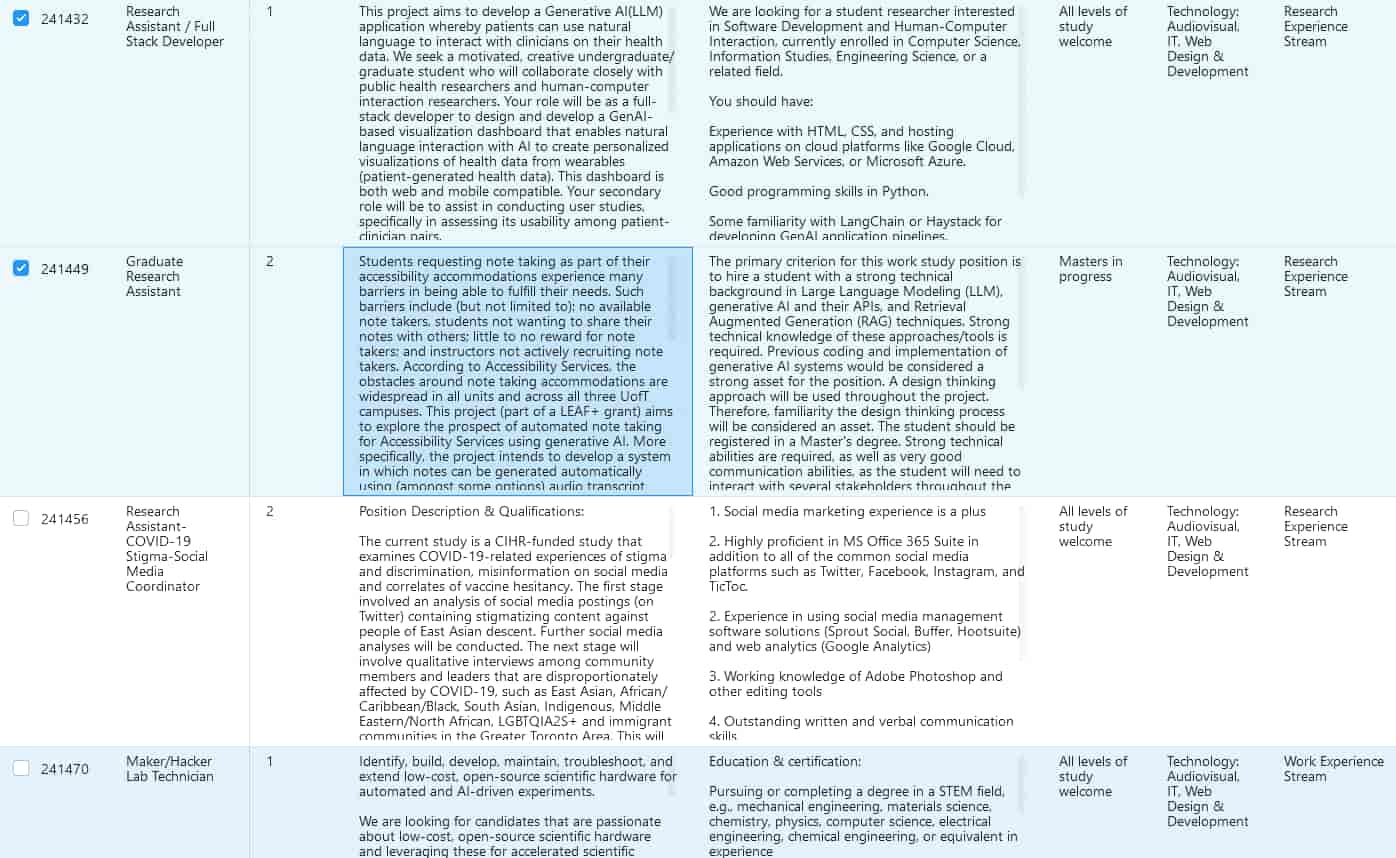 241432
Research
Assistant / Full
Stack Developer
1
This project aims to develop a Generative AI(LLM)
application whereby patients can use natural
language to interact with clinicians on their health
data. We seek a motivated, creative undergraduate/
graduate student who will collaborate closely with
public health researchers and human-computer
interaction researchers. Your role will be as a full-
stack developer to design and develop a GenAI-
based visualization dashboard that enables natural
language interaction with AI to create personalized
visualizations of health data from wearables
(patient-generated health data). This dashboard is
both web and mobile compatible. Your secondary
role will be to assist in conducting user studies,
specifically in assessing its usability among patient-
clinician pairs.
We are looking for a student researcher interested
in Software Development and Human-Computer
Interaction, currently enrolled in Computer Science,
Information Studies, Engineering Science, or a
related field.
You should have:
Experience with HTML, CSS, and hosting
applications on cloud platforms like Google Cloud,
Amazon Web Services, or Microsoft Azure.
Good programming skills in Python.
Some familiarity with LangChain or Haystack for
developing GenAI application pipelines.
All levels of
study
welcome
Technology:
Audiovisual,
IT, Web
Design &
Development
Research
Experience
Stream
241449
Graduate
Research
Assistant
2
Students requesting note taking as part of their
accessibility accommodations experience many
barriers in being able to fulfill their needs. Such
barriers include (but not limited to): no available
note takers, students not wanting to share their
notes with others; little to no reward for note
takers; and instructors not actively recruiting note
takers. According to Accessibility Services, the
obstacles around note taking accommodations are
widespread in all units and across all three UofT
campuses. This project (part of a LEAF+ grant) aims
to explore the prospect of automated note taking
for Accessibility Services using generative AI. More
specifically, the project intends to develop a system
in which notes can be generated automatically
using (amongst some options) audio transcript
The primary criterion for this work study position is
to hire a student with a strong technical
background in Large Language Modeling (LLM),
generative AI and their APIs, and Retrieval
Augmented Generation (RAG) techniques. Strong
technical knowledge of these approaches/tools is
required. Previous coding and implementation of
generative AI systems would be considered a
strong asset for the position. A design thinking
approach will be used throughout the project.
Therefore, familiarity the design thinking process
will be considered an asset. The student should be
registered in a Master's degree. Strong technical
abilities are required, as well as very good
communication abilities, as the student will need to
interact with several stakeholders throughout the
Masters in
progress
Technology:
Audiovisual,
IT, Web
Design &
Development
Research
Experience
Stream
241456
Research
Assistant-
COVID-19
Stigma-Social
Media
Coordinator
2
Position Description & Qualifications:
The current study is a CIHR-funded study that
examines COVID-19-related experiences of stigma
and discrimination, misinformation on social media
and correlates of vaccine hesitancy. The first stage
involved an analysis of social media postings (on
Twitter) containing stigmatizing content against
people of East Asian descent. Further social media
analyses will be conducted. The next stage will
involve qualitative interviews among community
members and leaders that are disproportionately
affected by COVID-19, such as East Asian, African/
Caribbean/Black, South Asian, Indigenous, Middle
Eastern/North African, LGBTQIA2S+ and immigrant
communities in the Greater Toronto Area. This will
1. Social media marketing experience is a plus
2. Highly proficient in MS Office 365 Suite in
addition to all of the common social media
platforms such as Twitter, Facebook, Instagram, and
TicToc.
2. Experience in using social media management
software solutions (Sprout Social, Buffer, Hootsuite)
and web analytics (Google Analytics)
3. Working knowledge of Adobe Photoshop and
other editing tools
4. Outstanding written and verbal communication
skills.
All levels of
study
welcome
Technology:
Audiovisual,
IT, Web
Design &
Development
Research
Experience
Stream
241470
Maker/Hacker
Lab Technician
1
Identify, build, develop, maintain, troubleshoot, and
extend low-cost, open-source scientific hardware for
automated and AI-driven experiments.
We are looking for candidates that are passionate
about low-cost, open-source scientific hardware
and leveraging these for accelerated scientific
Education & certification:
Pursuing or completing a degree in a STEM field,
e.g., mechanical engineering, materials science,
chemistry, physics, computer science, electrical
engineering, chemical engineering, or equivalent in
experience
All levels of
study
welcome
Technology:
Audiovisual,
IT, Web
Design &
Development
Work Experience
Stream